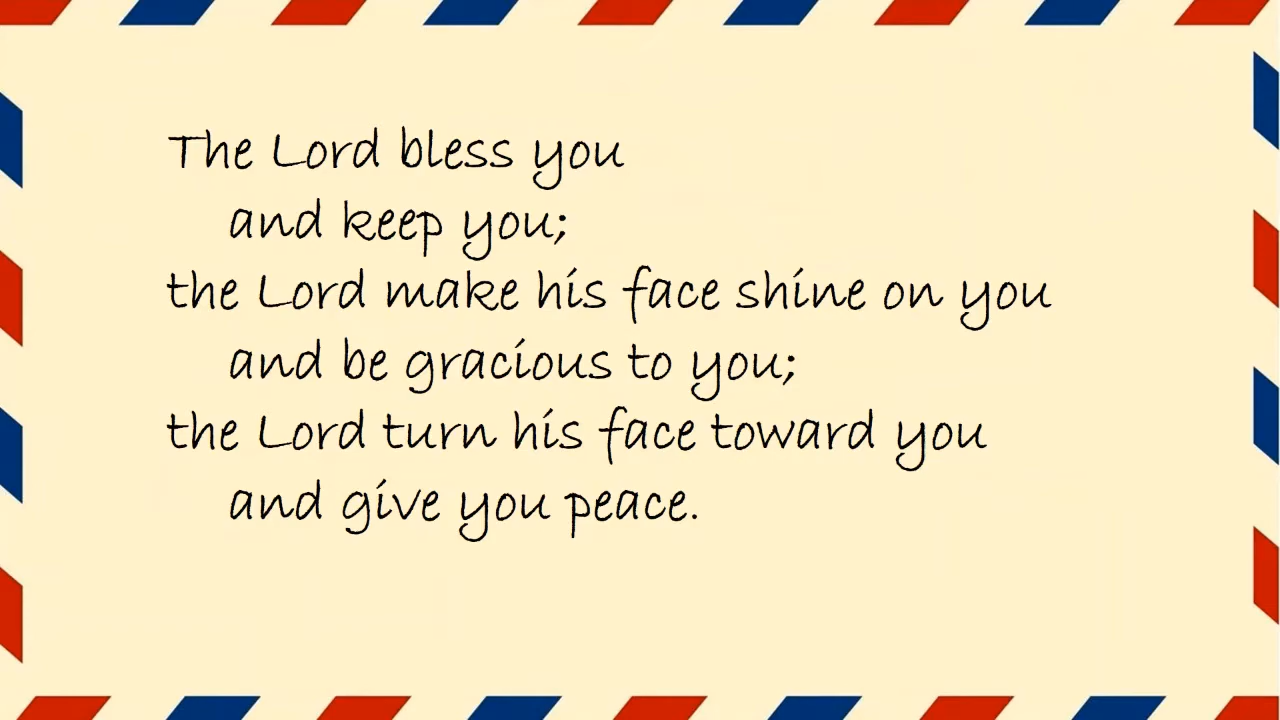 The Lord bless you
and keep you;
the Lord make his face shine on you
and be gracious to you;
the Lord turn his face toward you
and give you peace.